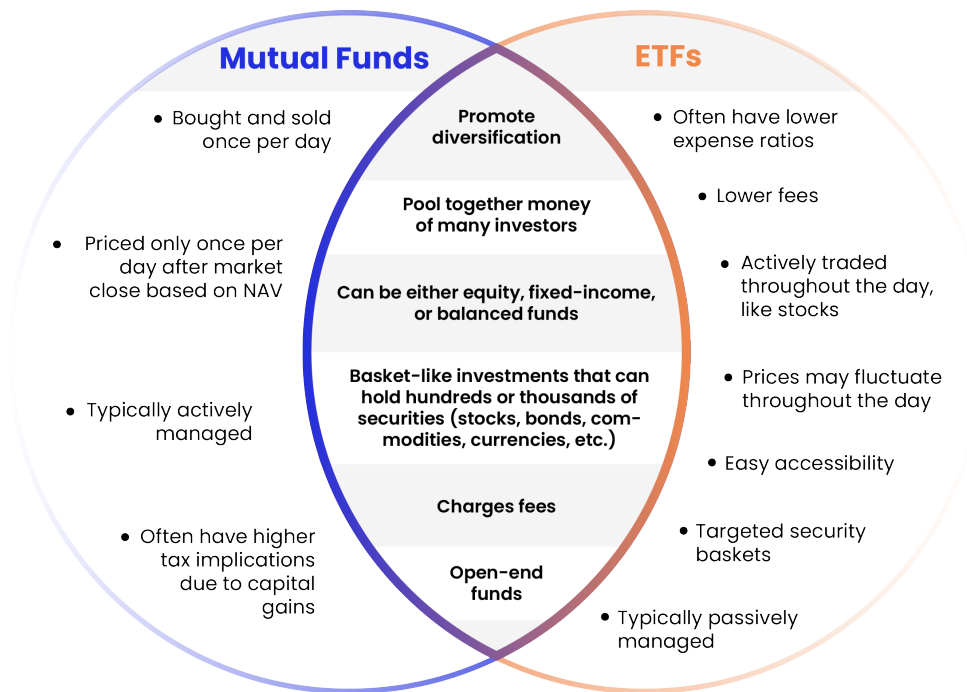 Mutual Funds
• Bought and sold
once per day
• Priced only once per
day after market
close based on NAV
• Typically actively
managed
• Often have higher
tax implications
due to capital
gains
Promote
diversification
Pool together money
of many investors
Can be either equity, fixed-income,
or balanced funds
Basket-like investments that can
hold hundreds or thousands of
securities (stocks, bonds, com-
modities, currencies, etc.)
Charges fees
Open-end
funds
ETFs
• Often have lower
expense ratios
• Lower fees
• Actively traded
throughout the day,
like stocks
• Prices may fluctuate
throughout the day
• Easy accessibility
• Targeted security
baskets
• Typically passively
managed